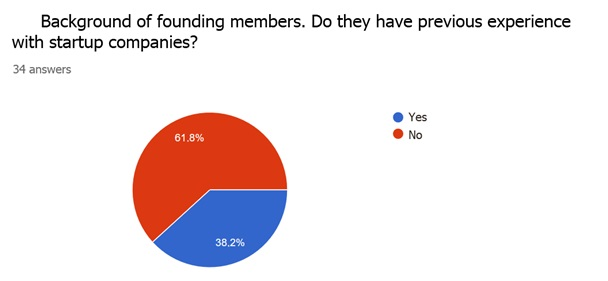 Background of founding members. Do they have previous experience
with startup companies?
34 answers
Yes
No
61,8%
38,2%